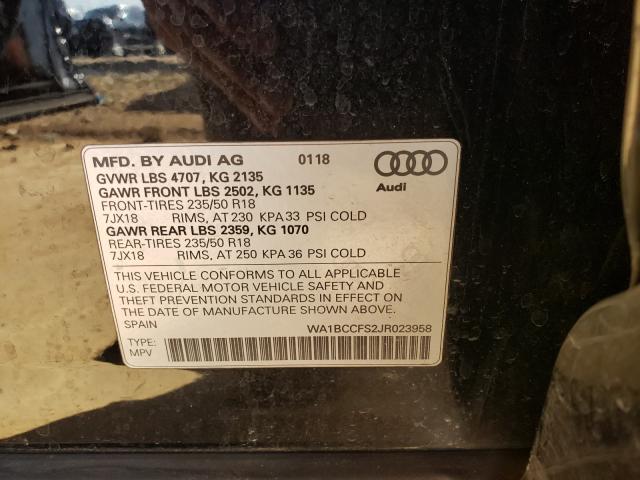 MFD. BY AUDI AG 0118
GVWR LBS 4707, KG 2135
GAWR FRONT LBS 2502, KG 1135
Audi
FRONT-TIRES 235/50 R18
7JX18 RIMS, AT 230 KPA 33 PSI COLD
GAWR REAR LBS 2359, KG 1070
REAR-TIRES 235/50 R18
7JX18 RIMS, AT 250 KPA 36 PSI COLD
THIS VEHICLE CONFORMS TO ALL APPLICABLE
U.S. FEDERAL MOTOR VEHICLE SAFETY AND
THEFT PREVENTION STANDARDS IN EFFECT ON
THE DATE OF MANUFACTURE SHOWN ABOVE.
SPAIN WA1BCCFS2JR023958
TYPE:
MPV